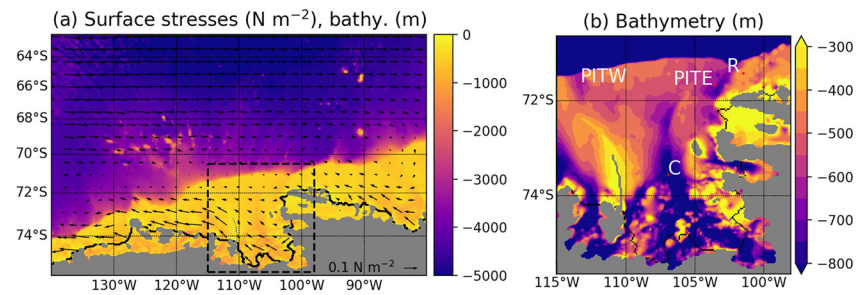 (a) Surface stresses (N m⁻²), bathy. (m)
64°S
66°S
68°S
70°S
72°S
74°S
130°W
120°W
110°W
100°W
90°W
0.1 N m⁻²
0
−1000
−2000
−3000
−4000
−5000
(b) Bathymetry (m)
PITW
PITE
R
C
72°S
74°S
115°W
110°W
105°W
100°W
−300
−400
−500
−600
−700
−800